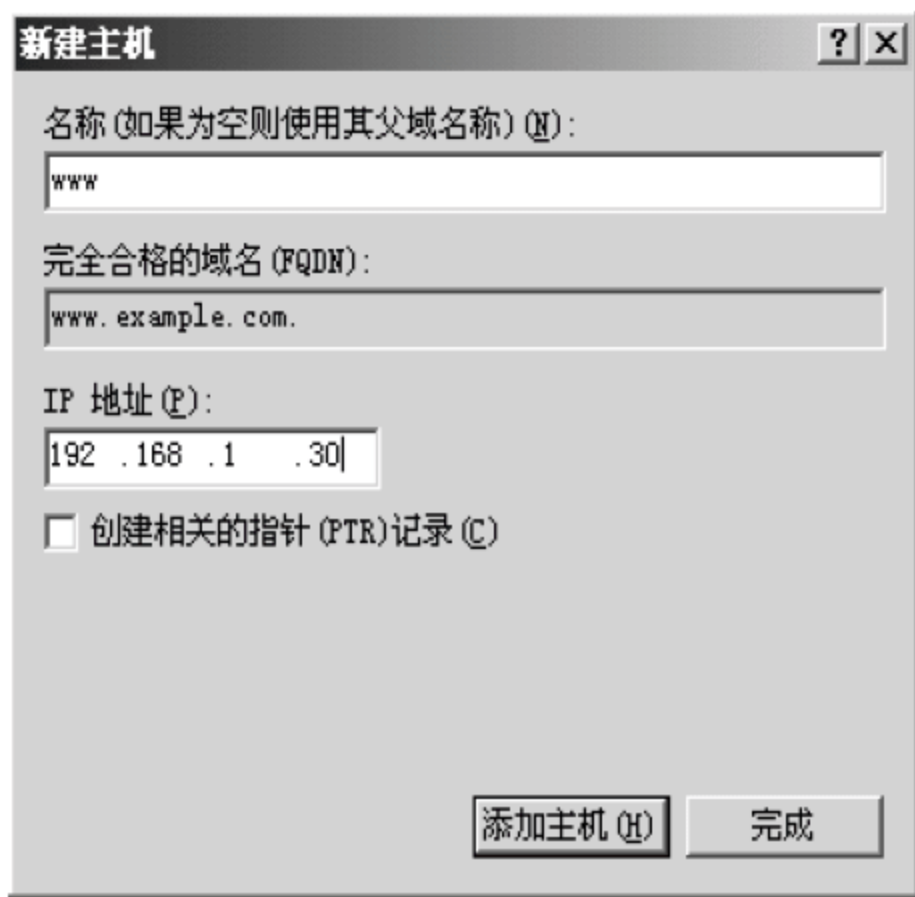 新建主机
名称(如果为空则使用其父域名称)(N):
www
完全合格的域名(FQDN):
www.example.com.
IP 地址(P):
192 .168 .1 .30
创建相关的指针(PTR)记录(C)
添加主机(H) 完成